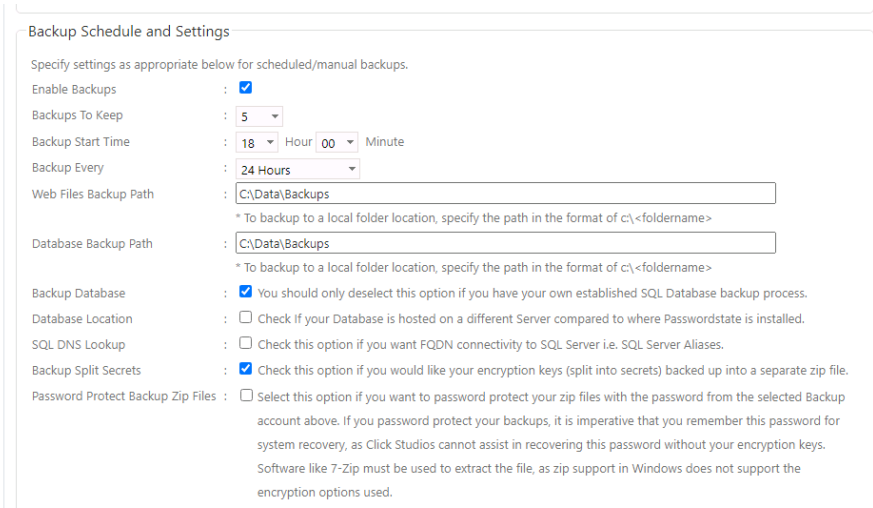 Backup Schedule and Settings
Specify settings as appropriate below for scheduled/manual backups.
Enable Backups :
Backups To Keep : 5
Backup Start Time : 18 Hour 00 Minute
Backup Every : 24 Hours
Web Files Backup Path : C:\Data\Backups
* To backup to a local folder location, specify the path in the format of c:\<foldername>
Database Backup Path : C:\Data\Backups
* To backup to a local folder location, specify the path in the format of c:\<foldername>
Backup Database : You should only deselect this option if you have your own established SQL Database backup process.
Database Location : Check If your Database is hosted on a different Server compared to where Passwordstate is installed.
SQL DNS Lookup : Check this option if you want FQDN connectivity to SQL Server i.e. SQL Server Aliases.
Backup Split Secrets : Check this option if you would like your encryption keys (split into secrets) backed up into a separate zip file.
Password Protect Backup Zip Files : Select this option if you want to password protect your zip files with the password from the selected Backup
account above. If you password protect your backups, it is imperative that you remember this password for
system recovery, as Click Studios cannot assist in recovering this password without your encryption keys.
Software like 7-Zip must be used to extract the file, as zip support in Windows does not support the
encryption options used.